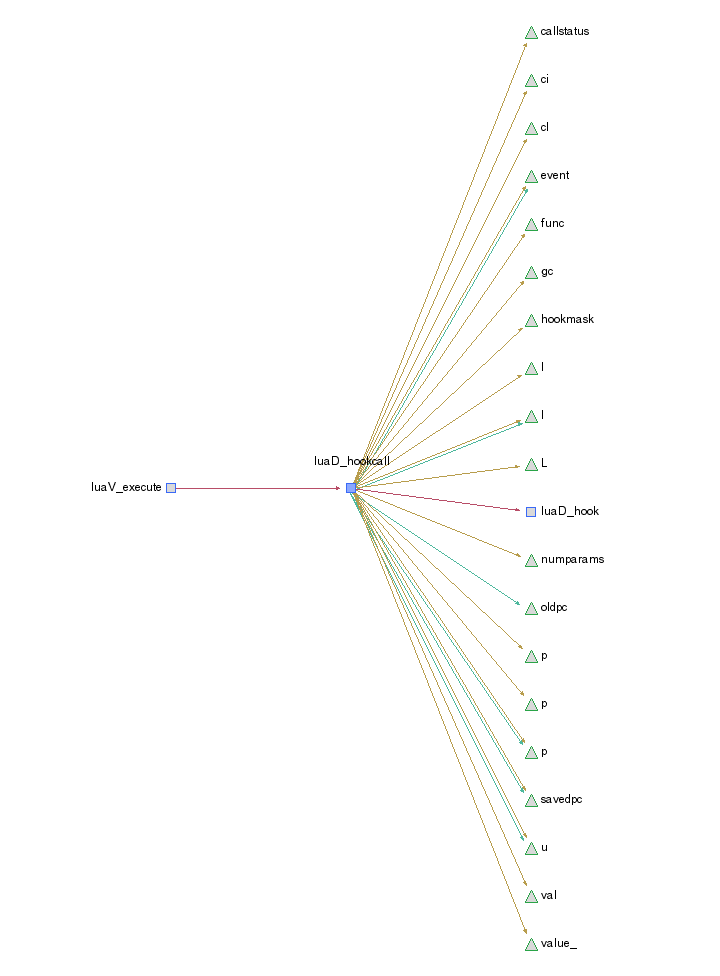 callstatus
ci
cl
event
func
gc
hookmask
l
l
L
luaD_hookcall
luaV_execute
luaD_hook
numparams
oldpc
p
p
p
savedpc
u
val
value_